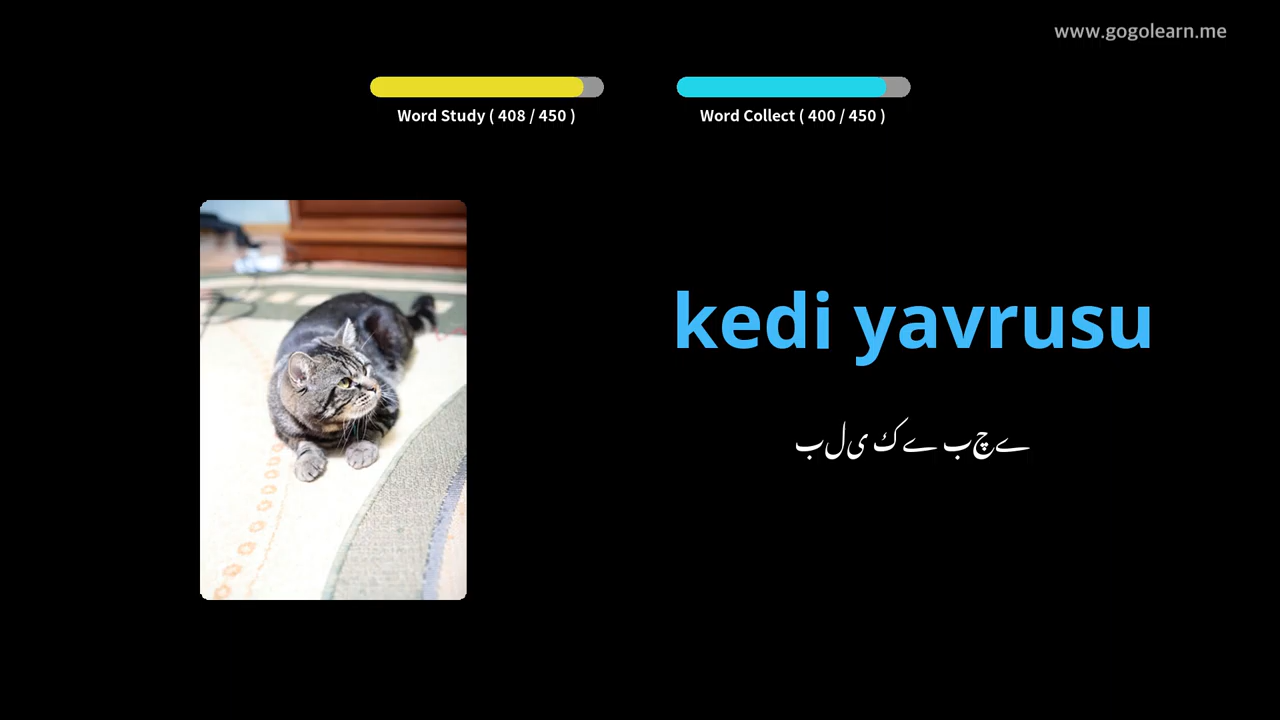 www.gogolearn.me
Word Study ( 408 / 450 )
Word Collect ( 400 / 450 )
kedi yavrusu
بلی کے بچے